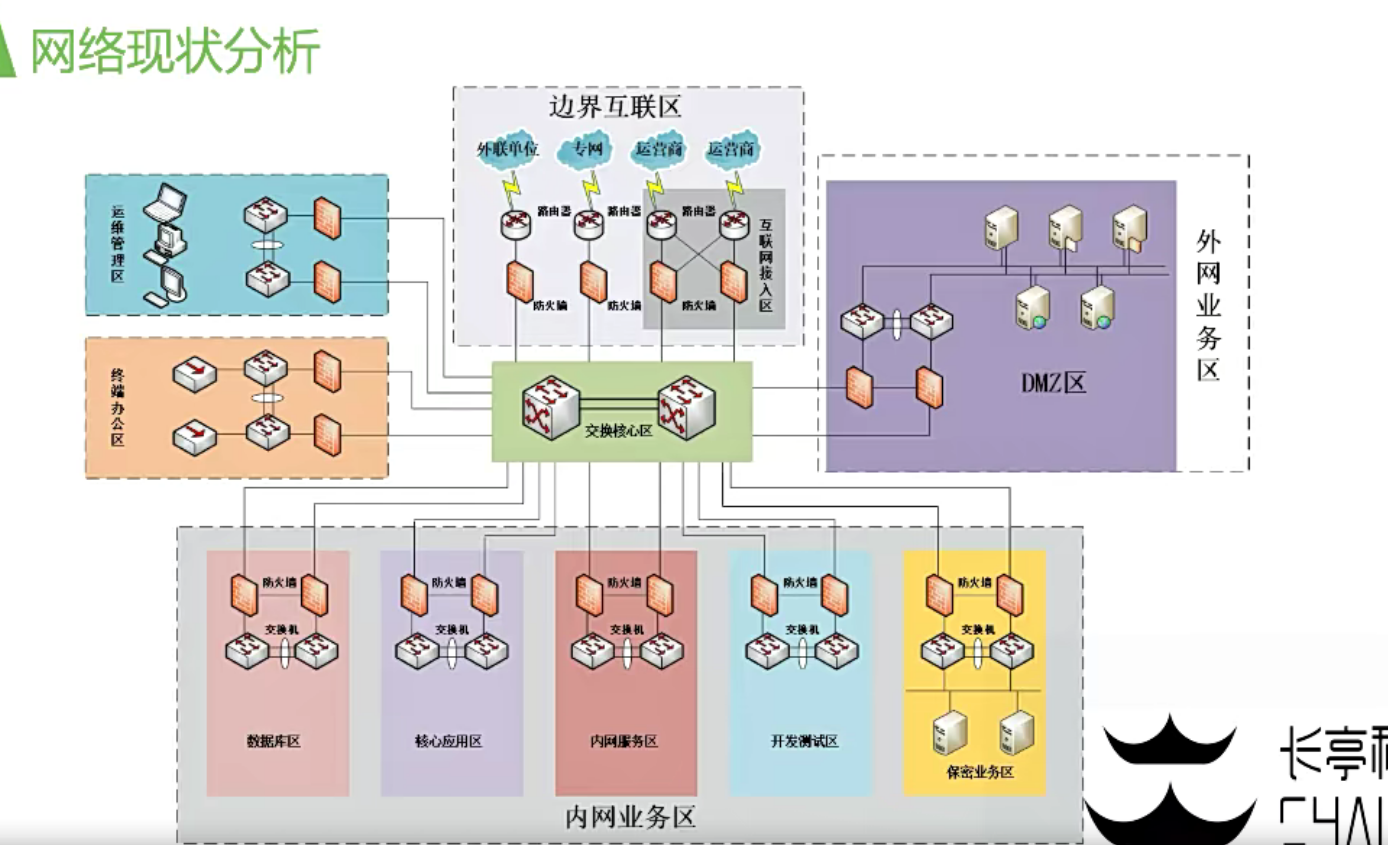 网络现状分析
边界互联区
外联单位
专网
运营商
运营商
路由器
路由器
路由器
互联网接入区
防火墙
防火墙
防火墙
运维管理区
终端办公区
交换核心区
DMZ区
外网业务区
防火墙
防火墙
防火墙
防火墙
防火墙
交换机
交换机
交换机
交换机
交换机
数据库区
核心应用区
内网服务区
开发测试区
保密业务区
内网业务区
长亭科
CHAI